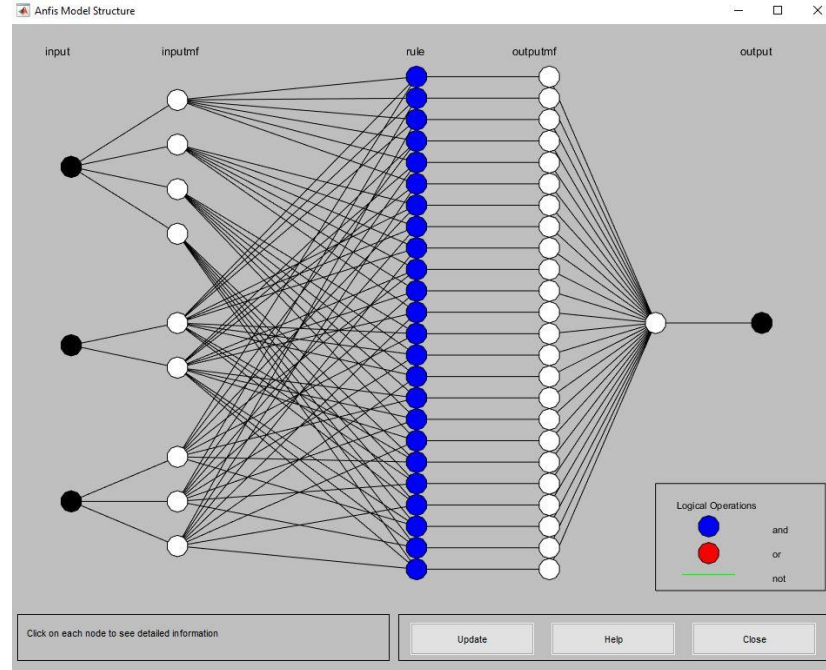 Anfis Model Structure
input inputmf rule outputmf output
Logical Operations
and
or
not
Click on each node to see detailed information
Update Help Close